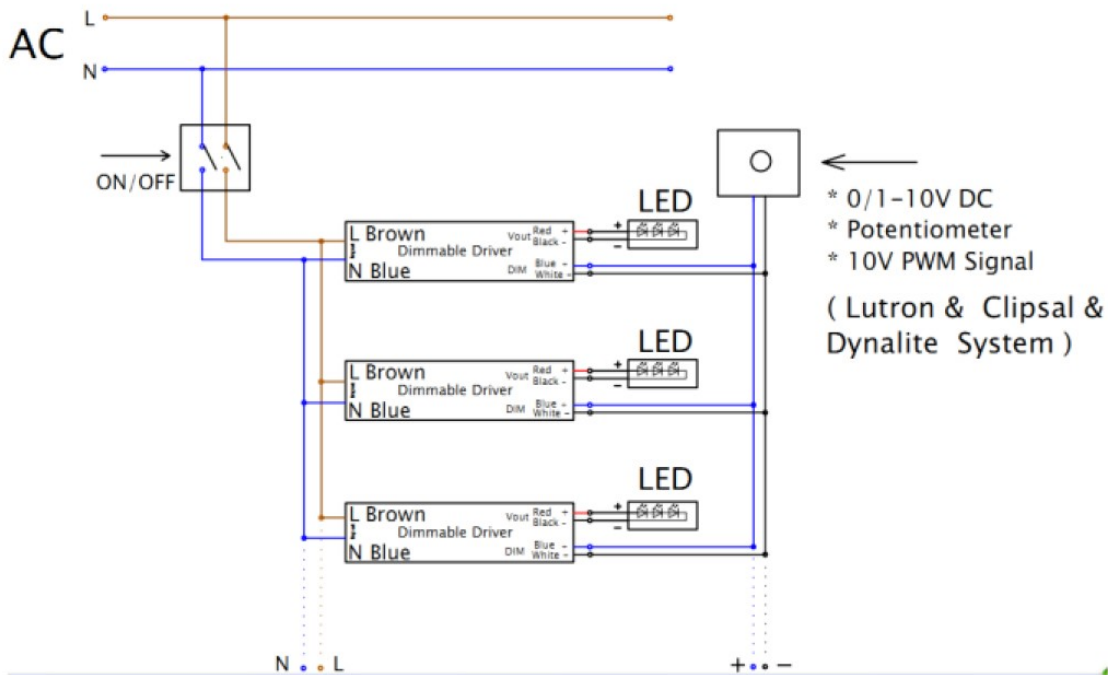 L
AC
N
ON/OFF
LED
L Brown
Dimmable Driver
N Blue
Vout Red +
Black -
DIM Blue -
White -
+
−
* 0/1-10V DC
* Potentiometer
* 10V PWM Signal
( Lutron & Clipsal &
Dynalite System )
LED
L Brown
Dimmable Driver
N Blue
Vout Red +
Black -
DIM Blue +
White -
+
−
LED
L Brown
Dimmable Driver
N Blue
Vout Red +
Black -
DIM Blue -
White -
+
−
N L
+ −